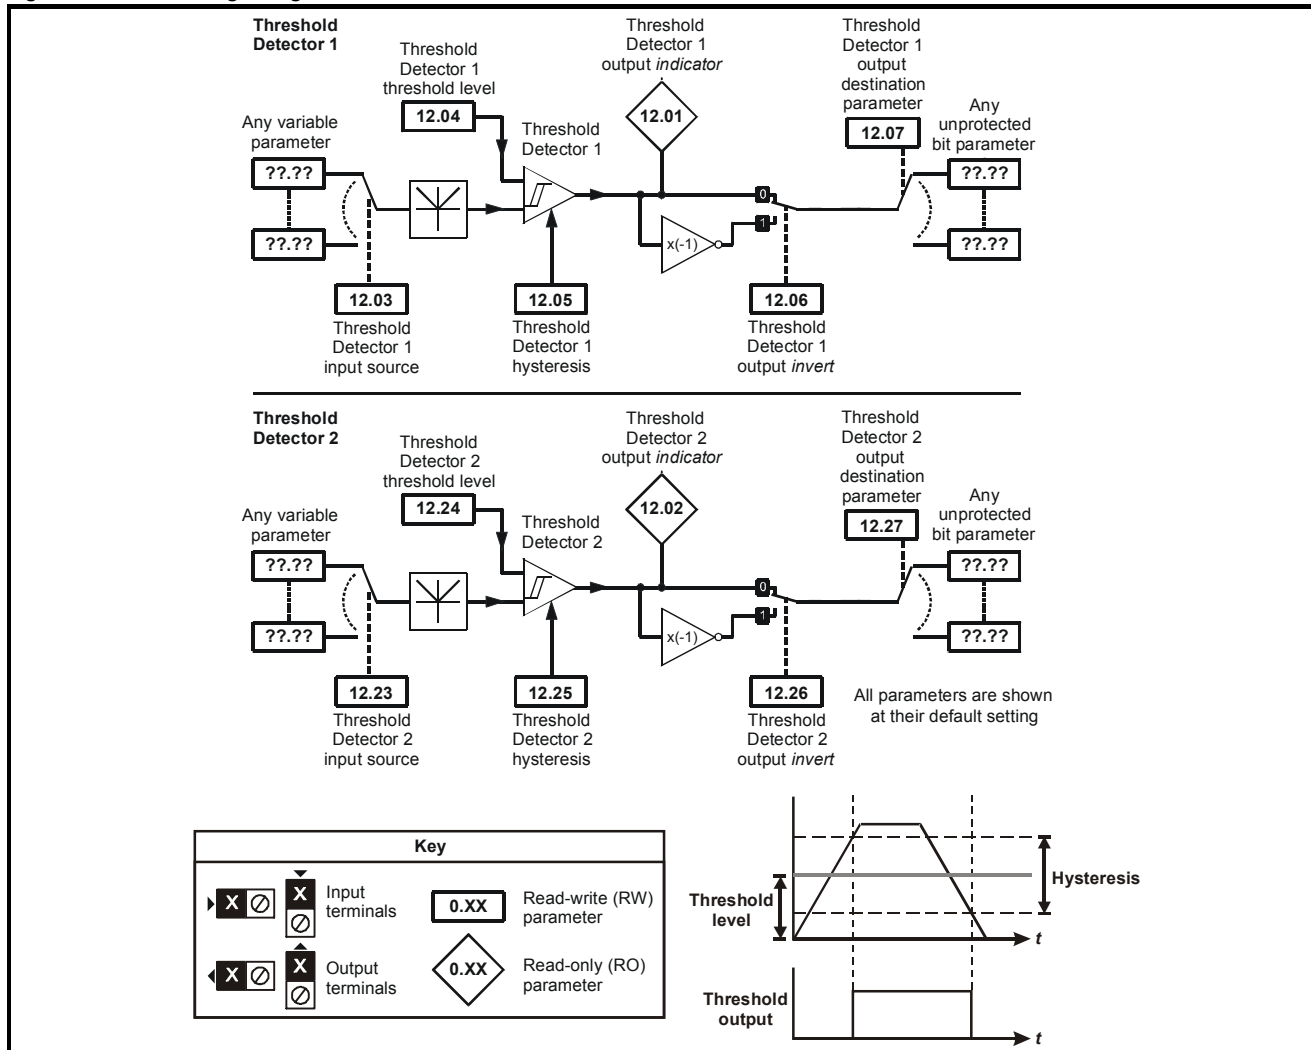 Threshold
Detector 1
Threshold
Detector 1
threshold level
12.04
Threshold
Detector 1
output indicator
12.01
Threshold
Detector 1
output
destination
parameter
12.07
Any
unprotected
bit parameter
??.??
??.??
Any variable
parameter
??.??
??.??
Threshold
Detector 1
0
1
x(-1)
12.03
Threshold
Detector 1
input source
12.05
Threshold
Detector 1
hysteresis
12.06
Threshold
Detector 1
output invert
Threshold
Detector 2
Threshold
Detector 2
threshold level
12.24
Threshold
Detector 2
output indicator
12.02
Threshold
Detector 2
output
destination
parameter
12.27
Any
unprotected
bit parameter
??.??
??.??
Any variable
parameter
??.??
??.??
Threshold
Detector 2
0
1
x(-1)
12.23
Threshold
Detector 2
input source
12.25
Threshold
Detector 2
hysteresis
12.26
Threshold
Detector 2
output invert
All parameters are shown
at their default setting
Key
X
X
Input
terminals
0.XX
Read-write (RW)
parameter
X
X
Output
terminals
0.XX
Read-only (RO)
parameter
Threshold
level
Hysteresis
t
Threshold
output
t